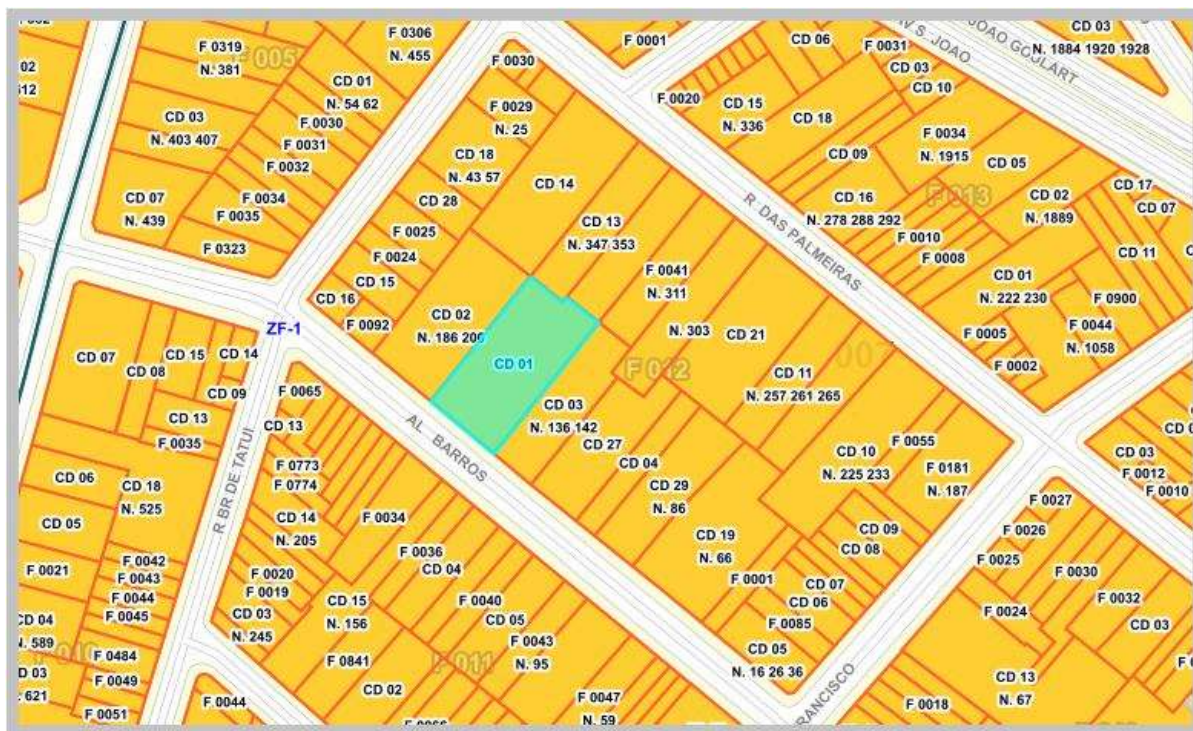 F 0306
CD 03
F 0319
F 005
N. 455
F 0001
CD 06
F 0031
AV S. JOAO
JOAO GOULART
N. 1884 1920 1928
02
N. 381
CD 01
F 0030
CD 03
CD 10
612
N. 54 62
F 0029
F 0020
CD 15
CD 03
F 0030
N. 25
N. 336
CD 18
F 0034
N. 403 407
F 0031
CD 18
CD 09
N. 1915
CD 05
F 0032
N. 43 57
CD 14
CD 16
F 013
CD 02
CD 17
CD 07
F 0034
CD 28
R. DAS PALMEIRAS
N. 278 288 292
N. 1889
CD 07
N. 439
F 0035
F 0025
CD 13
F 0010
CD 11
F 0323
F 0024
N. 347 353
F 0008
CD 15
F 0041
CD 01
CD 16
N. 311
N. 222 230
F 0900
ZF-1
F 0092
CD 02
N. 303
CD 21
F 0005
F 0044
N. 186 200
007
N. 1058
CD 07
CD 15
CD 14
CD 01
F 012
CD 11
F 0002
CD 08
CD 09
F 0065
N. 257 261 265
CD 13
CD 13
AL. BARROS
CD 03
F 0035
N. 136 142
F 0055
CD 27
CD 10
CD 03
CD 06
F 0773
CD 04
N. 225 233
F 0181
F 0012
CD 18
F 0774
CD 29
N. 187
F 0010
N. 525
R BR DE TATUI
N. 86
F 0027
CD 05
CD 14
F 0034
CD 09
F 0026
N. 205
CD 19
CD 08
F 0042
F 0036
N. 66
F 0025
F 0021
F 0043
F 0020
CD 04
F 0001
CD 07
F 0030
F 0044
F 0019
CD 15
F 0040
CD 06
F 0024
F 0032
CD 04
F 0045
CD 03
N. 156
CD 05
F 0085
CD 03
N. 589
N. 245
F 0043
CD 05
F 0484
F 0841
F 011
N. 95
N. 16 26 36
CD 03
F 0049
CD 02
CD 13
621
F 0051
F 0044
F 0047
RANCISCO
F 0018
N. 67
N. 59